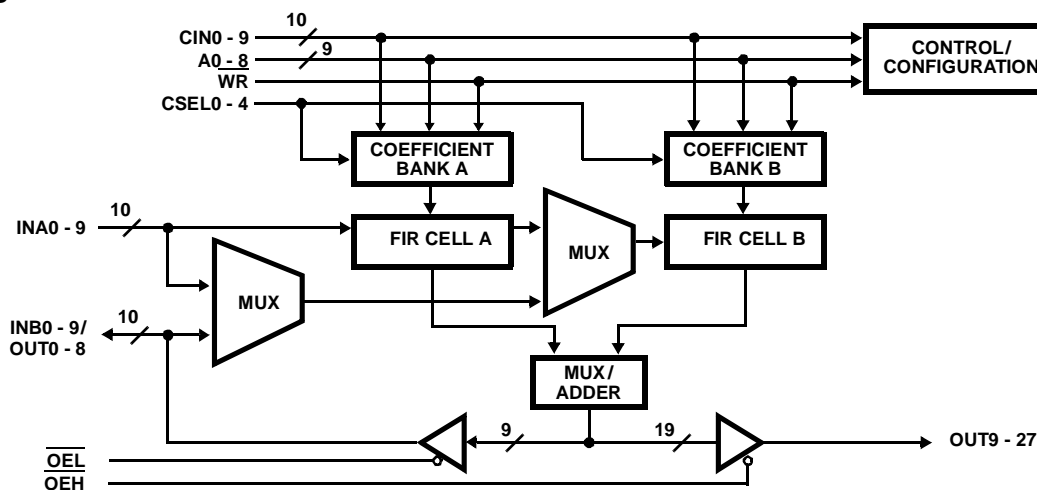 10
CIN0 - 9
9
A0 - 8
WR
CSEL0 - 4
CONTROL/
CONFIGURATION
COEFFICIENT
BANK A
COEFFICIENT
BANK B
10
INA0 - 9
FIR CELL A
MUX
FIR CELL B
MUX
10
INB0 - 9/
OUT0 - 8
MUX/
ADDER
9
19
OUT9 - 27
OEL
OEH